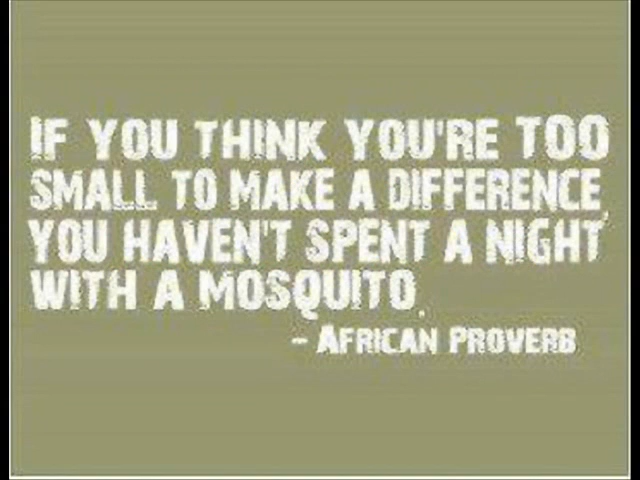 IF YOU THINK YOU'RE TOO
SMALL TO MAKE A DIFFERENCE,
YOU HAVEN'T SPENT A NIGHT
WITH A MOSQUITO.
- AFRICAN PROVERB